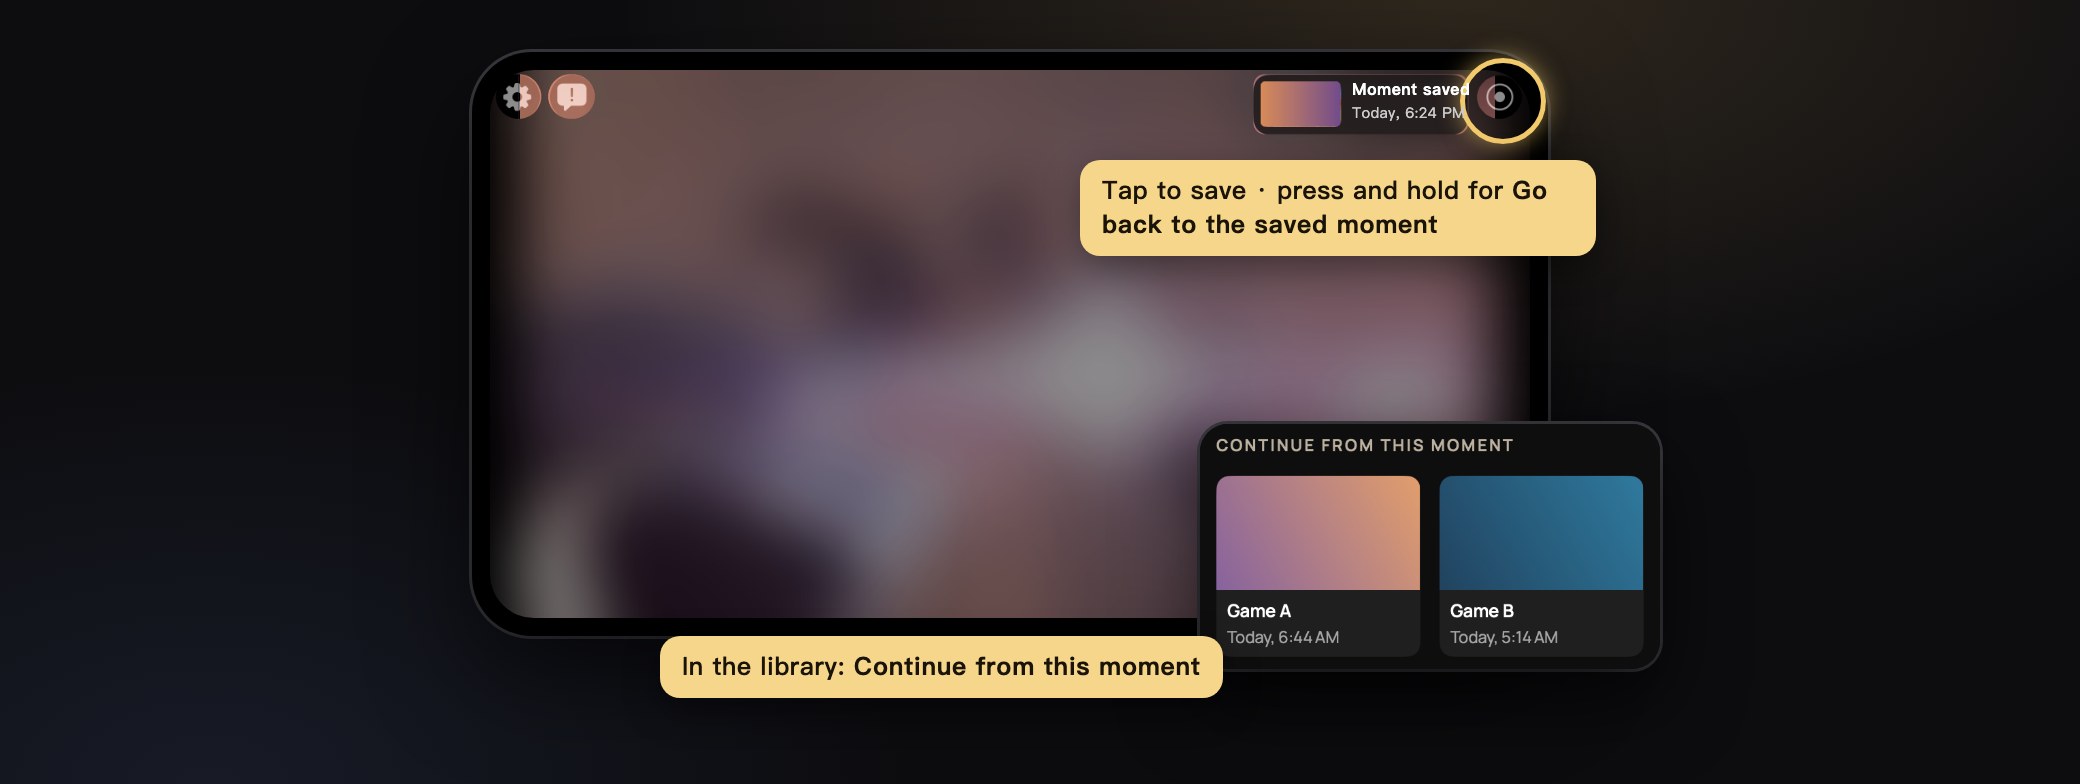 Moment saved
Today, 6:24 PM
Tap to save · press and hold for Go
back to the saved moment
CONTINUE FROM THIS MOMENT
Game A
Today, 6:44 AM
Game B
Today, 5:14 AM
In the library: Continue from this moment